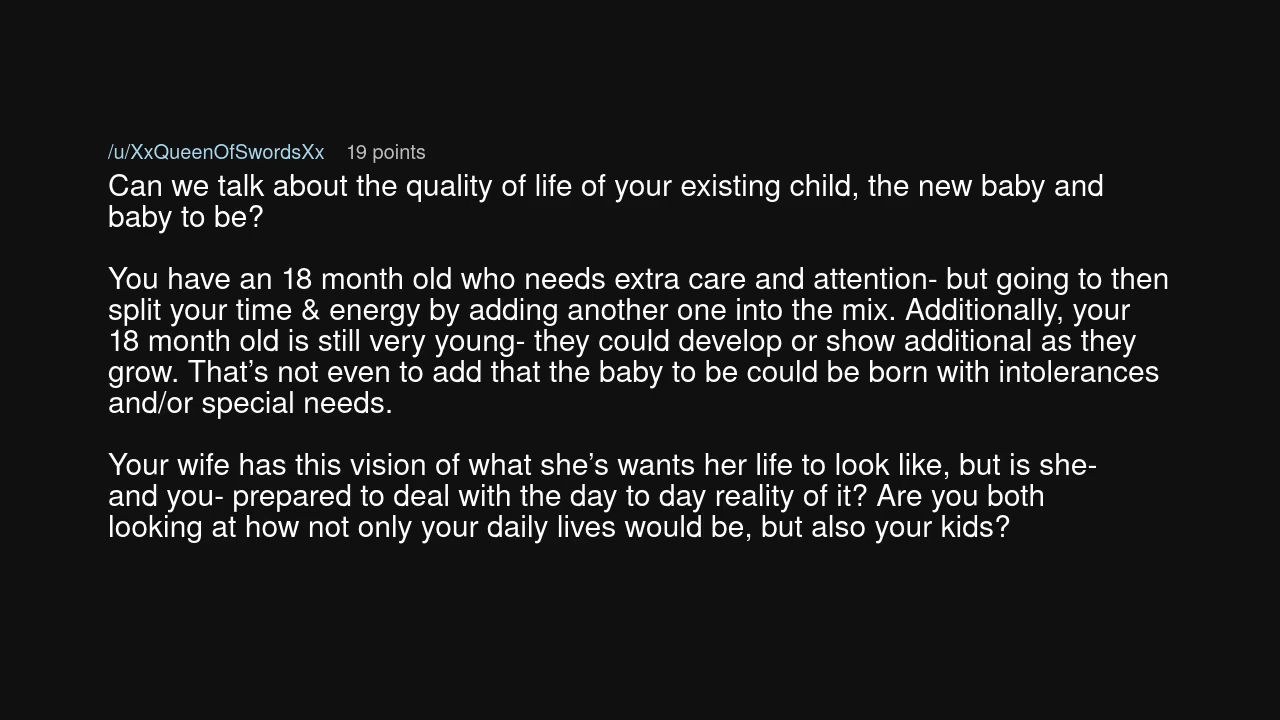 /u/XxQueenOfSwordsXx 19 points
Can we talk about the quality of life of your existing child, the new baby and
baby to be?
You have an 18 month old who needs extra care and attention- but going to then
split your time & energy by adding another one into the mix. Additionally, your
18 month old is still very young- they could develop or show additional as they
grow. That’s not even to add that the baby to be could be born with intolerances
and/or special needs.
Your wife has this vision of what she’s wants her life to look like, but is she-
and you- prepared to deal with the day to day reality of it? Are you both
looking at how not only your daily lives would be, but also your kids?